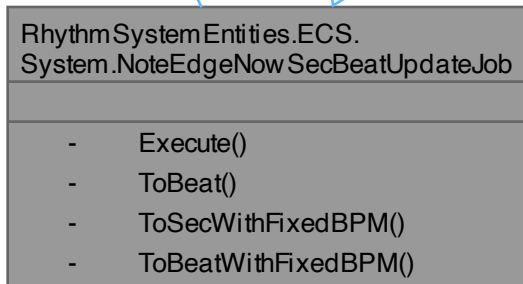 RhythmSystemEntities.ECS.
System.NoteEdgeNowSecBeatUpdateJob
- Execute()
- ToBeat()
- ToSecWithFixedBPM()
- ToBeatWithFixedBPM()